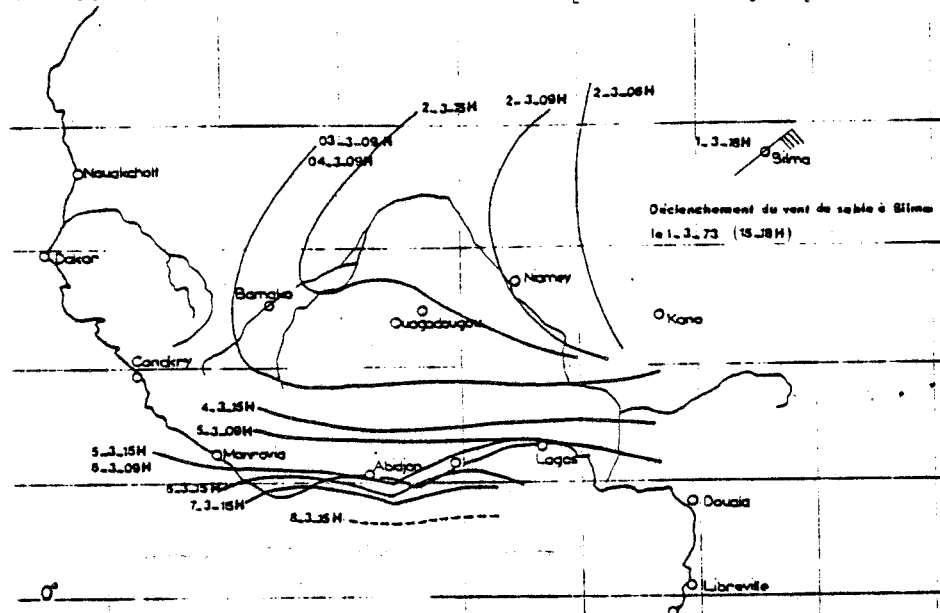 2_3_15H
2_3_09H
2_3_06H
03_3_09H
04_3_09H
1_3_18H
Bilma
Nouakchott
Déclenchement du vent de sable à Bilma
le 1_3_73 (15_18H)
Dakar
Niamey
Bamako
Ouagadougou
Kano
Conakry
4_3_15H
5_3_09H
5_3_15H
Monrovia
6_3_09H
Abidjan
Lagos
6_3_15H
7_3_15H
8_3_15H
Douala
Libreville
0°